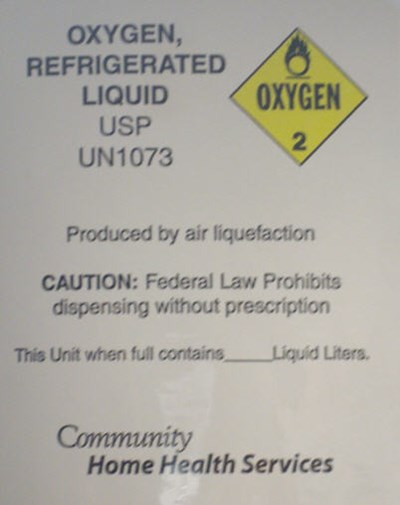 OXYGEN,
REFRIGERATED
LIQUID
USP
UN1073
OXYGEN
2
Produced by air liquefaction
CAUTION: Federal Law Prohibits
dispensing without prescription
This Unit when full contains_____Liquid Liters.
Community
Home Health Services